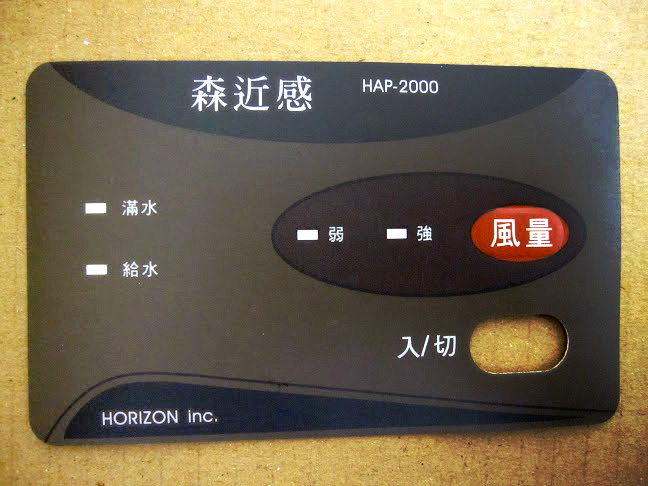 森近感 HAP-2000
滿水
弱 強 風量
給水
入/切
HORIZON inc.